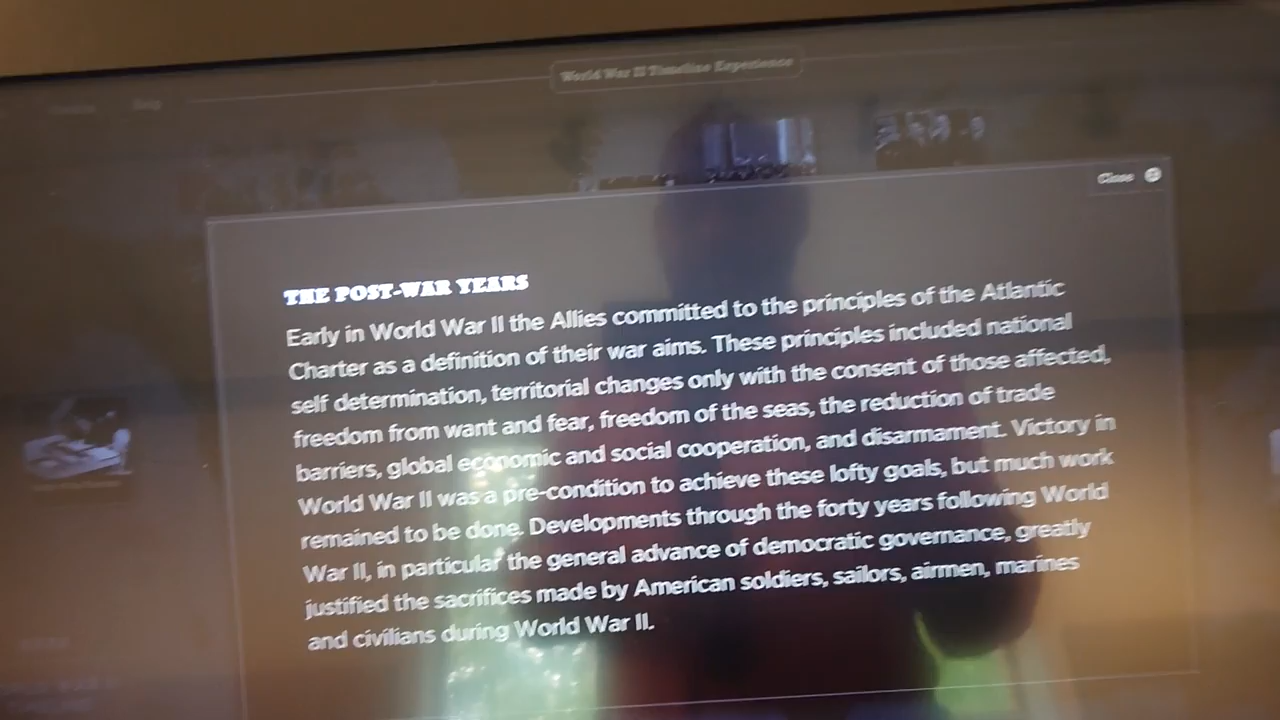 World War II Timeline Experience
Close
THE POST-WAR YEARS
Early in World War II the Allies committed to the principles of the Atlantic
Charter as a definition of their war aims. These principles included national
self determination, territorial changes only with the consent of those affected,
freedom from want and fear, freedom of the seas, the reduction of trade
barriers, global economic and social cooperation, and disarmament. Victory in
World War II was a pre-condition to achieve these lofty goals, but much work
remained to be done. Developments through the forty years following World
War II, in particular the general advance of democratic governance, greatly
justified the sacrifices made by American soldiers, sailors, airmen, marines
and civilians during World War II.